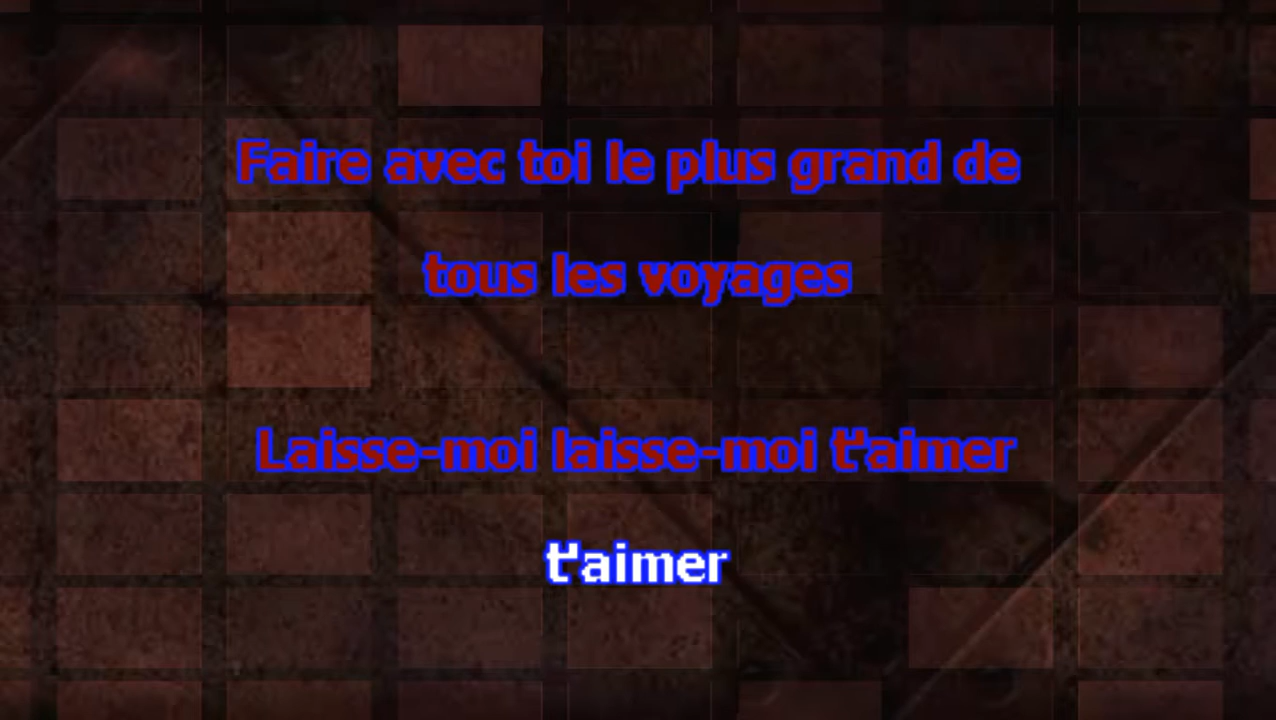 Faire avec toi le plus grand de
tous les voyages
Laisse-moi laisse-moi t'aimer
t'aimer